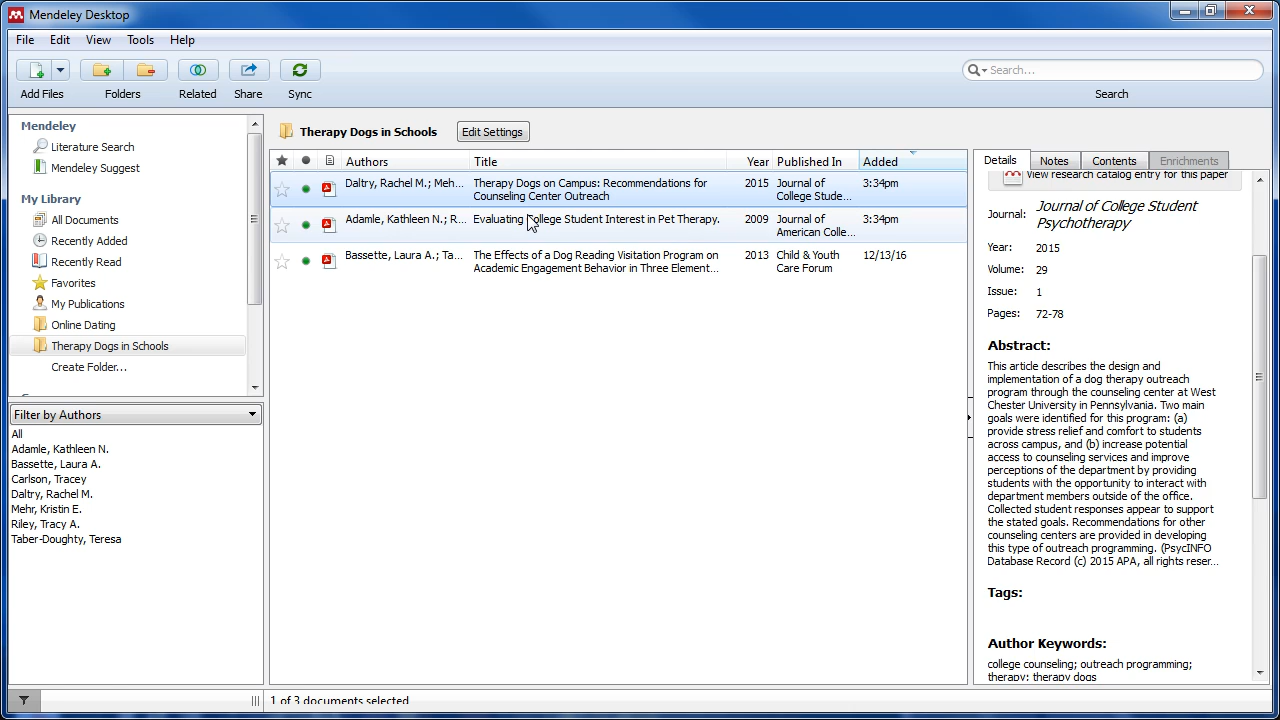 Mendeley Desktop
File Edit View Tools Help
Add Files Folders Related Share Sync
Search...
Search
Mendeley
Literature Search
Mendeley Suggest
My Library
All Documents
Recently Added
Recently Read
Favorites
My Publications
Online Dating
Therapy Dogs in Schools
Create Folder...
Filter by Authors
All
Adamle, Kathleen N.
Bassette, Laura A.
Carlson, Tracey
Daltry, Rachel M.
Mehr, Kristin E.
Riley, Tracy A.
Taber-Doughty, Teresa
Therapy Dogs in Schools Edit Settings
Authors Title Year Published In Added
Daltry, Rachel M.; Meh... Therapy Dogs on Campus: Recommendations for 2015 Journal of 3:34pm
Counseling Center Outreach College Stude...
Adamle, Kathleen N.; R... Evaluating College Student Interest in Pet Therapy. 2009 Journal of 3:34pm
American Colle...
Bassette, Laura A.; Ta... The Effects of a Dog Reading Visitation Program on 2013 Child & Youth 12/13/16
Academic Engagement Behavior in Three Element... Care Forum
1 of 3 documents selected
Details Notes Contents Enrichments
View research catalog entry for this paper
Journal: Journal of College Student
Psychotherapy
Year: 2015
Volume: 29
Issue: 1
Pages: 72-78
Abstract:
This article describes the design and
implementation of a dog therapy outreach
program through the counseling center at West
Chester University in Pennsylvania. Two main
goals were identified for this program: (a)
provide stress relief and comfort to students
across campus, and (b) increase potential
access to counseling services and improve
perceptions of the department by providing
students with the opportunity to interact with
department members outside of the office.
Collected student responses appear to support
the stated goals. Recommendations for other
counseling centers are provided in developing
this type of outreach programming. (PsycINFO
Database Record (c) 2015 APA, all rights reser...
Tags:
Author Keywords:
college counseling; outreach programming;
therapy; therapy dogs